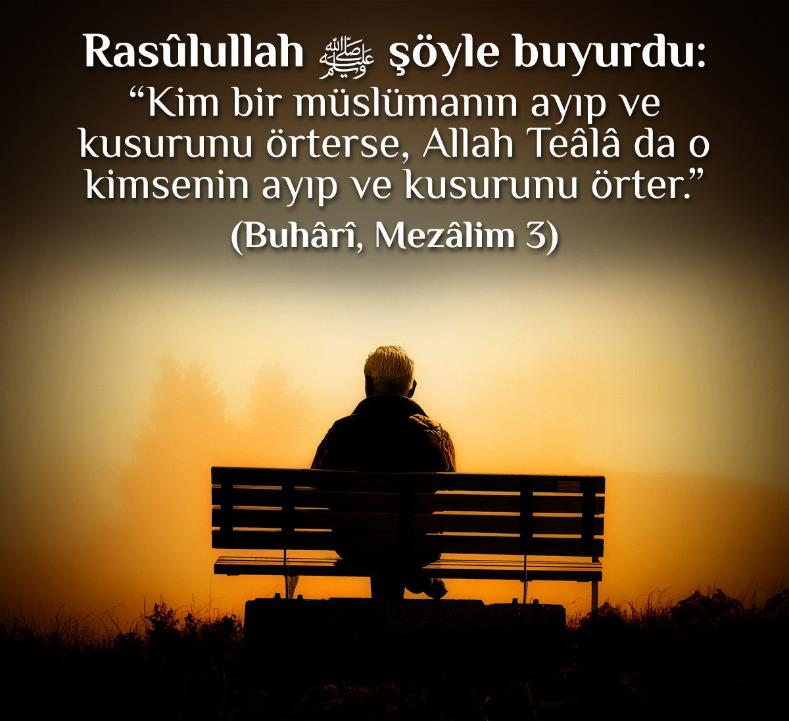 Rasûlullah ﷺ şöyle buyurdu:
“Kim bir müslümanın ayıp ve
kusurunu örterse, Allah Teâlâ da o
kimsenin ayıp ve kusurunu örter.”
(Buhârî, Mezâlim 3)